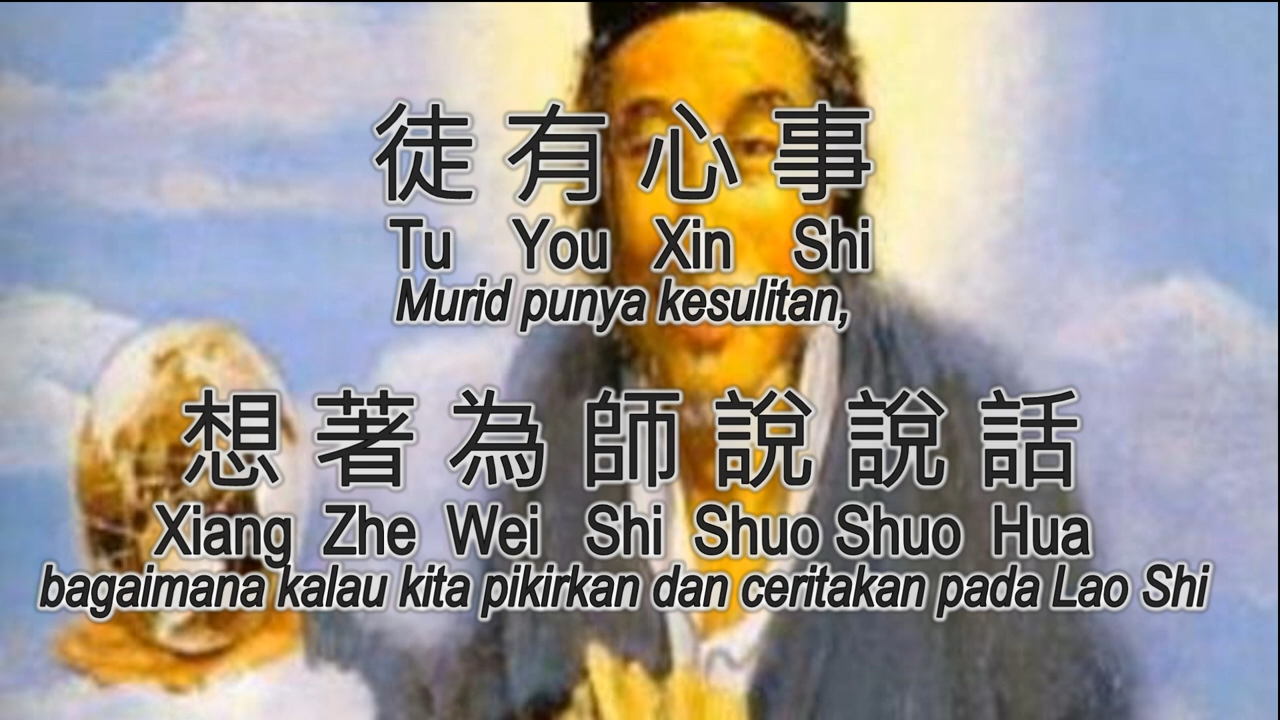 徒有心事
Tu You Xin Shi
Murid punya kesulitan,
想著為師說說話
Xiang Zhe Wei Shi Shuo Shuo Hua
bagaimana kalau kita pikirkan dan ceritakan pada Lao Shi